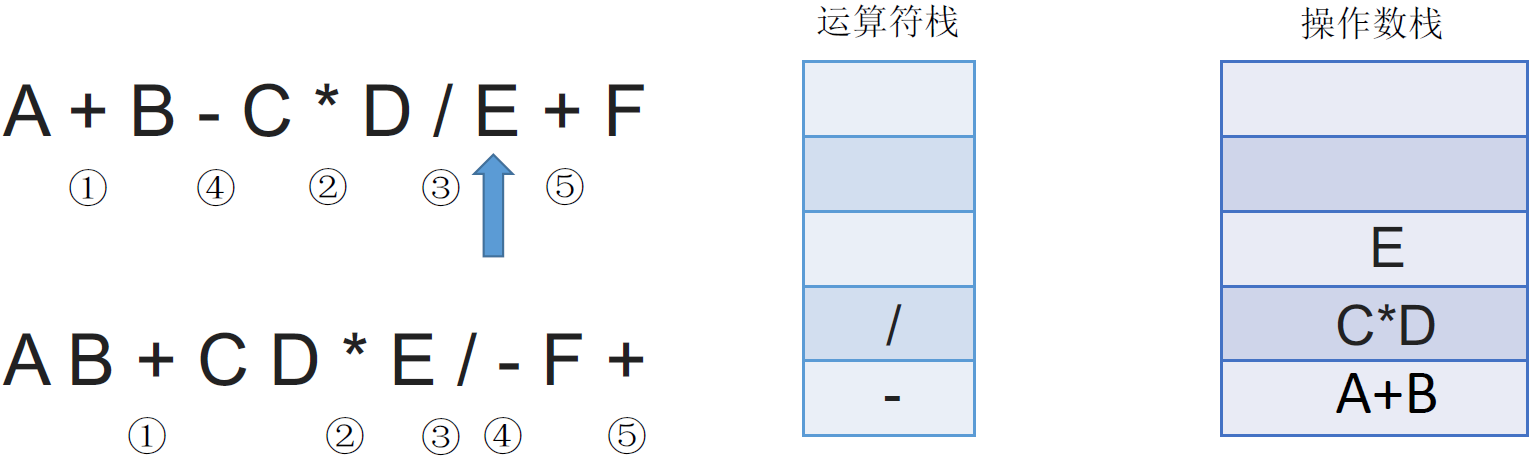 运算符栈
操作数栈
A + B - C * D / E + F
① ④ ② ③ ⑤
A B + C D * E / - F +
① ② ③ ④ ⑤
/
-
E
C*D
A+B